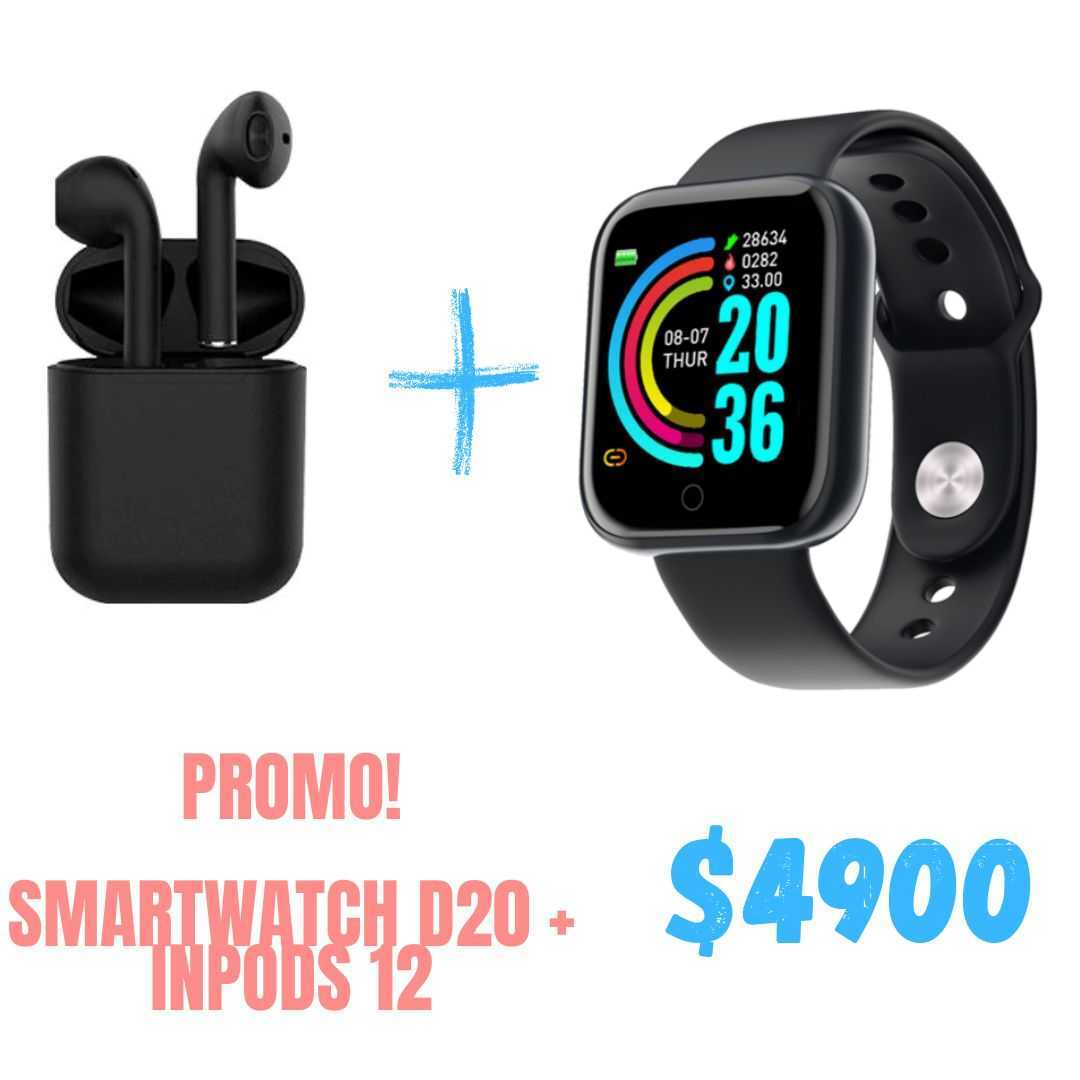 28634
0282
33.00
08-07
THUR
20
36
PROMO!
SMARTWATCH D20 +
INPODS 12
$4900